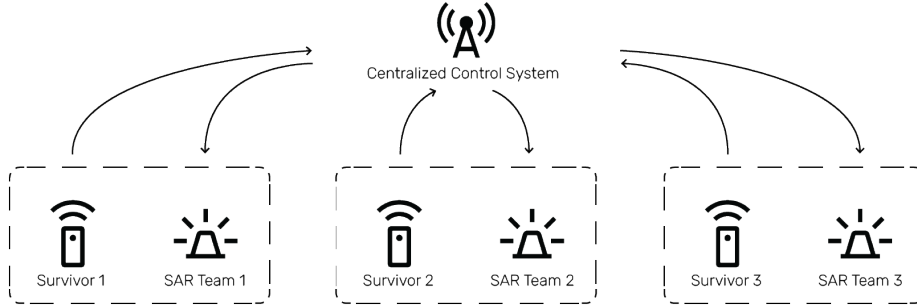 Centralized Control System
Survivor 1
SAR Team 1
Survivor 2
SAR Team 2
Survivor 3
SAR Team 3